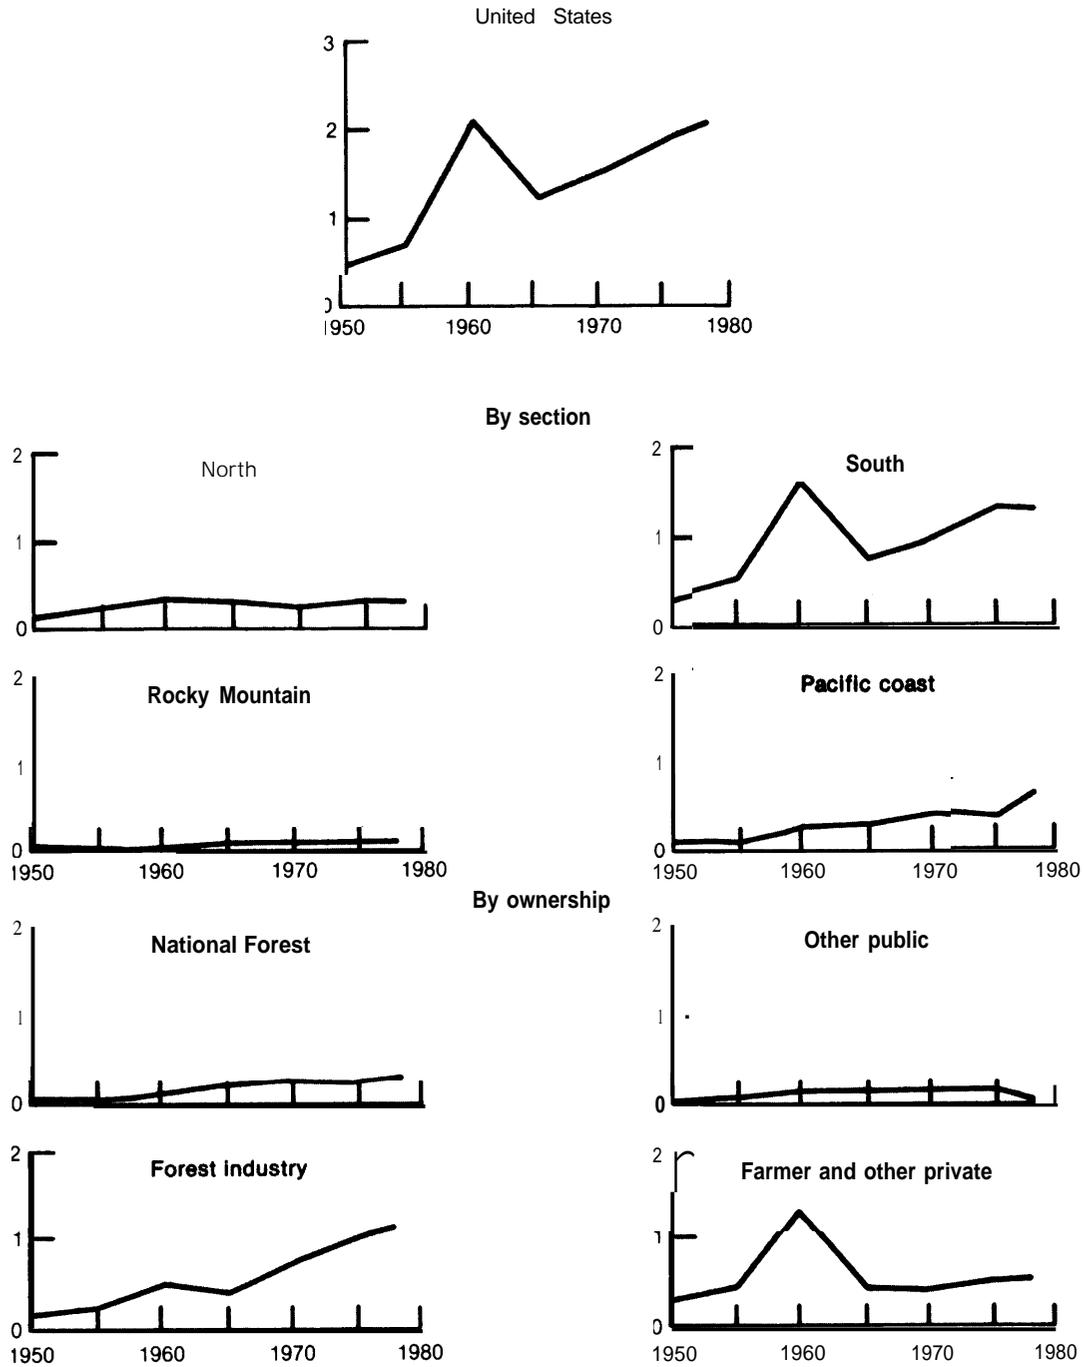 United States
3
2
1
0
1950 1960 1970 1980
By section
2
North
1
0
2
South
1
0
2
Rocky Mountain
1
0
1950 1960 1970 1980
2
Pacific coast
1
0
1950 1960 1970 1980
By ownership
2
National Forest
1
0
2
Other public
1
0
2
Forest industry
1
0
1950 1960 1970 1980
2
Farmer and other private
1
0
1950 1960 1970 1980